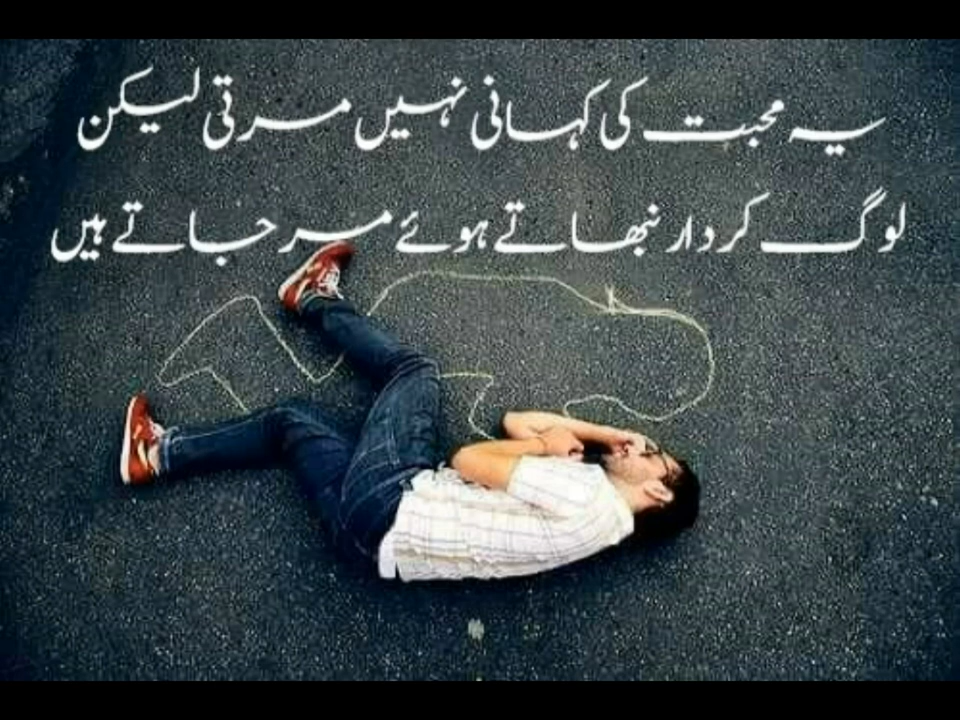 یہ محبت کی کہانی نہیں مرتی لیکن
لوگ کردار نبھاتے ہوئے مر جاتے ہیں